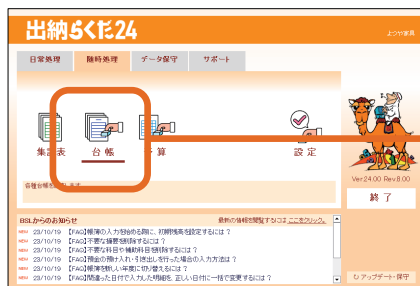 出納らくだ24
よつや家具
日常処理 随時処理 データ保守 サポート
集計表 台帳 予算 設定
Ver.24.00 Rev.8.00
終了
BSLからのお知らせ 最新の情報を閲覧するには ここをクリック。
NEW 23/10/19 【FAQ】帳簿の入力を始める際に、初期残高を設定するには？
NEW 23/10/19 【FAQ】不要な摘要を削除するには？
NEW 23/10/19 【FAQ】不要な科目や補助科目を削除するには？
NEW 23/10/19 【FAQ】預金の預け入れ・引き出しを行った場合の入力方法は？
NEW 23/10/19 【FAQ】帳簿を新しい年度に切り替えるには？
NEW 23/10/19 【FAQ】間違った日付で入力した明細を、正しい日付に一括で変更するには？
アップデート・保守